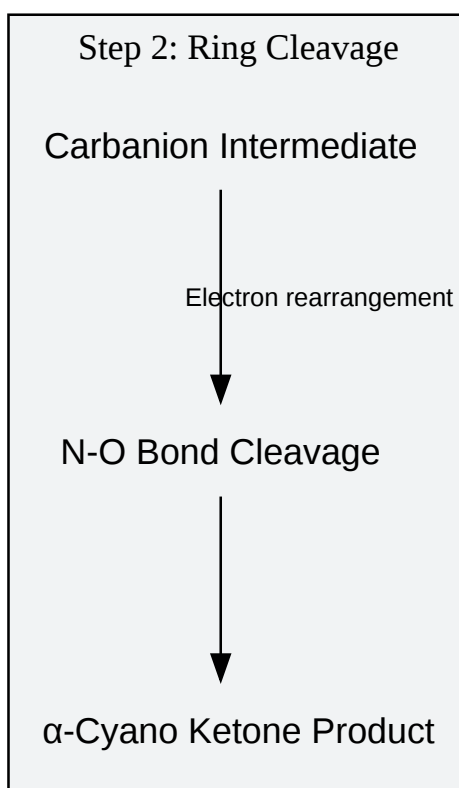 Step 2: Ring Cleavage
Carbanion Intermediate
Electron rearrangement
N-O Bond Cleavage
α-Cyano Ketone Product